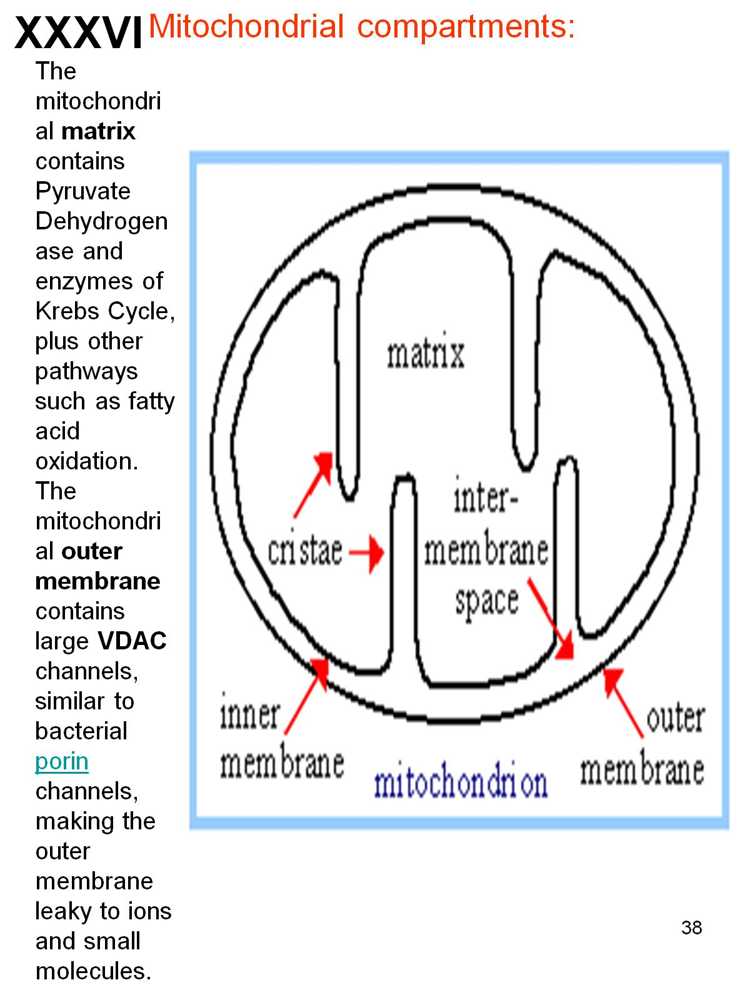 XXXVI Mitochondrial compartments:
The
mitochondri
al matrix
contains
Pyruvate
Dehydrogen
ase and
enzymes of
Krebs Cycle,
plus other
pathways
such as fatty
acid
oxidation.
The
mitochondri
al outer
membrane
contains
large VDAC
channels,
similar to
bacterial
porin
channels,
making the
outer
membrane
leaky to ions
and small
molecules.
matrix
inter-
membrane
space
cristae
inner
membrane
mitochondrion
outer
membrane
38